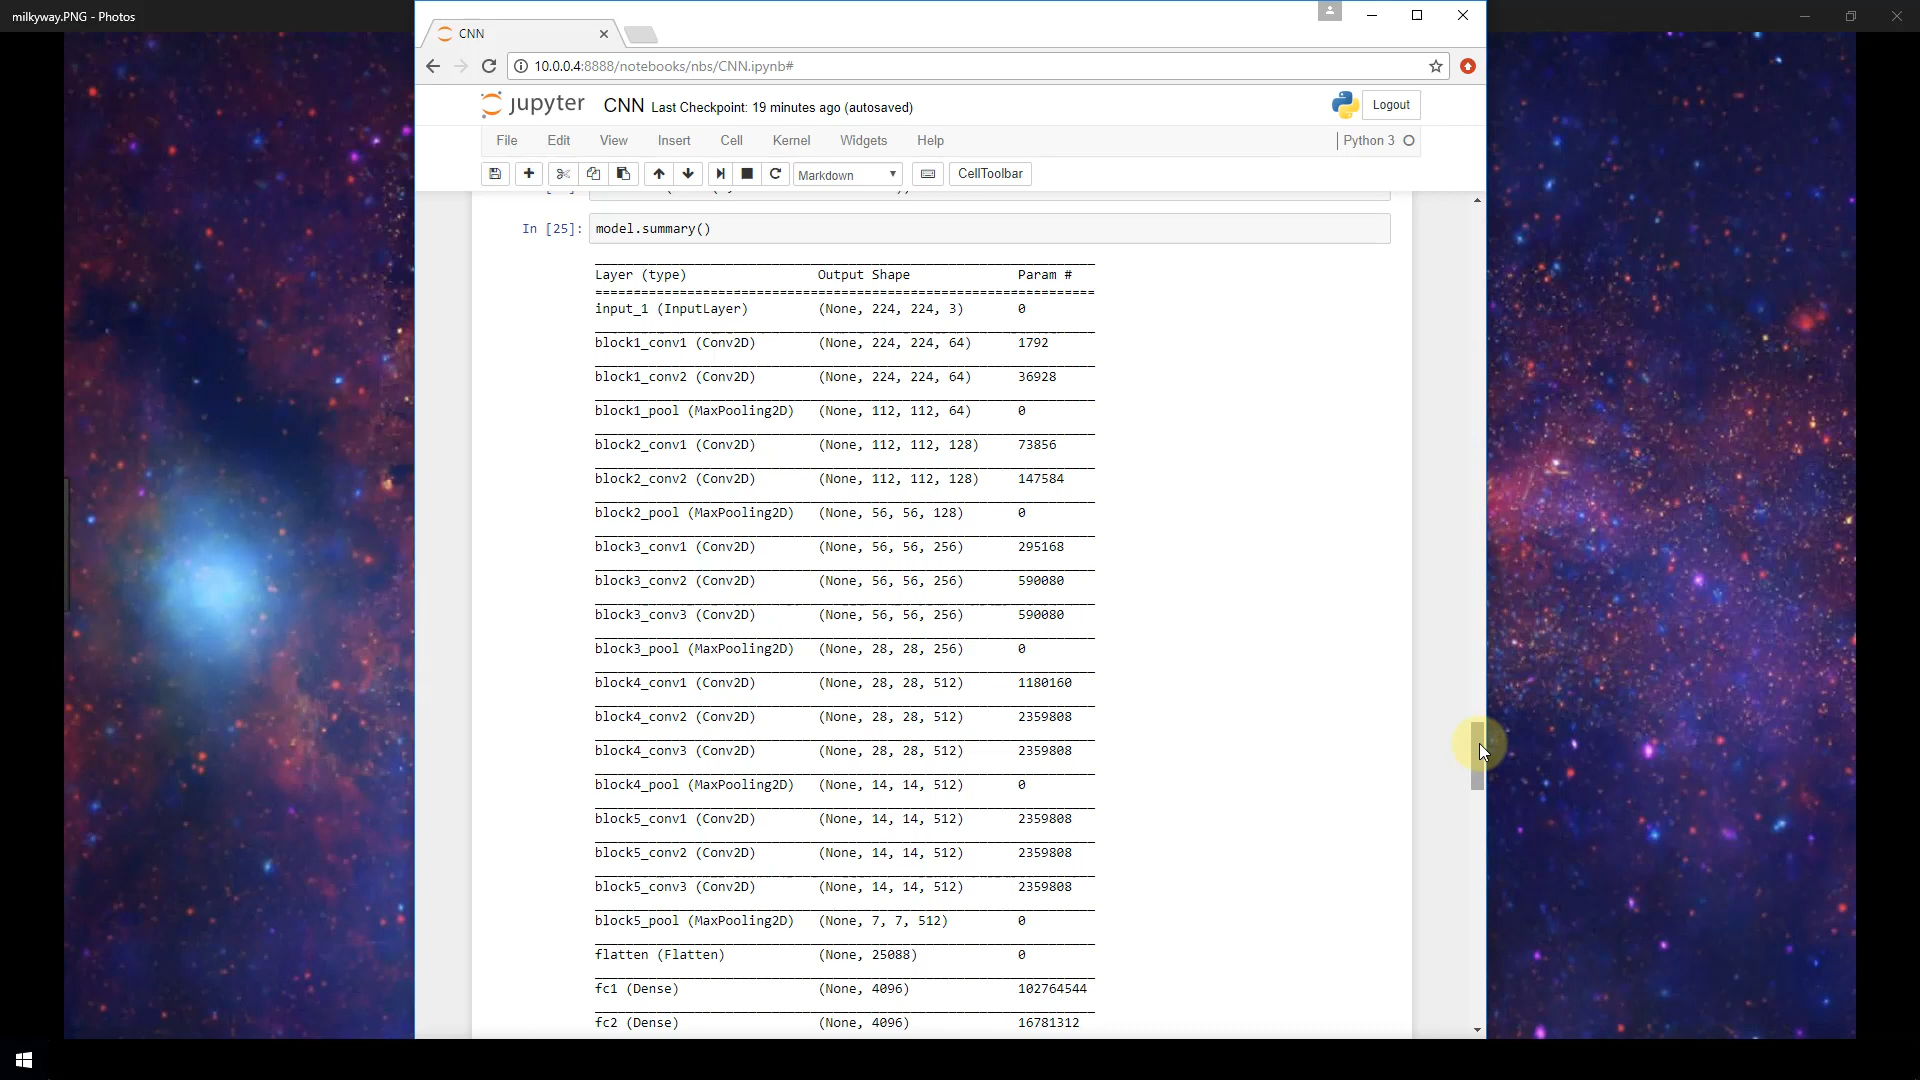 milkyway.PNG - Photos
CNN
10.0.0.4:8888/notebooks/nbs/CNN.ipynb#
jupyter CNN Last Checkpoint: 19 minutes ago (autosaved) Logout
File Edit View Insert Cell Kernel Widgets Help Python 3
Markdown CellToolbar
In [25]: model.summary()
Layer (type) Output Shape Param #
=================================================================
input_1 (InputLayer) (None, 224, 224, 3) 0
block1_conv1 (Conv2D) (None, 224, 224, 64) 1792
block1_conv2 (Conv2D) (None, 224, 224, 64) 36928
block1_pool (MaxPooling2D) (None, 112, 112, 64) 0
block2_conv1 (Conv2D) (None, 112, 112, 128) 73856
block2_conv2 (Conv2D) (None, 112, 112, 128) 147584
block2_pool (MaxPooling2D) (None, 56, 56, 128) 0
block3_conv1 (Conv2D) (None, 56, 56, 256) 295168
block3_conv2 (Conv2D) (None, 56, 56, 256) 590080
block3_conv3 (Conv2D) (None, 56, 56, 256) 590080
block3_pool (MaxPooling2D) (None, 28, 28, 256) 0
block4_conv1 (Conv2D) (None, 28, 28, 512) 1180160
block4_conv2 (Conv2D) (None, 28, 28, 512) 2359808
block4_conv3 (Conv2D) (None, 28, 28, 512) 2359808
block4_pool (MaxPooling2D) (None, 14, 14, 512) 0
block5_conv1 (Conv2D) (None, 14, 14, 512) 2359808
block5_conv2 (Conv2D) (None, 14, 14, 512) 2359808
block5_conv3 (Conv2D) (None, 14, 14, 512) 2359808
block5_pool (MaxPooling2D) (None, 7, 7, 512) 0
flatten (Flatten) (None, 25088) 0
fc1 (Dense) (None, 4096) 102764544
fc2 (Dense) (None, 4096) 16781312